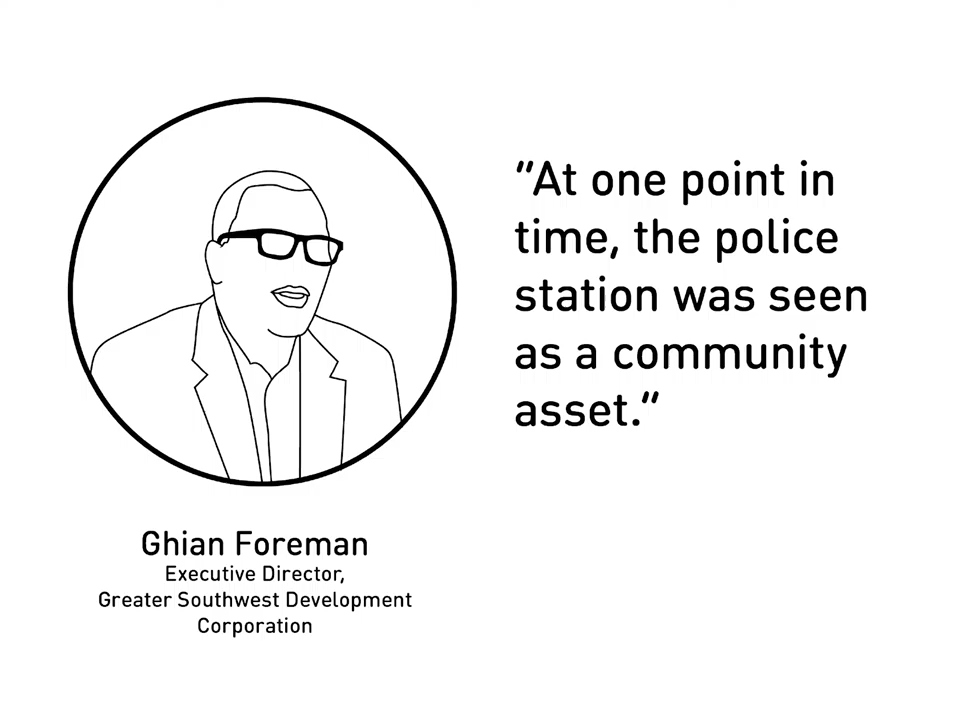 "At one point in
time, the police
station was seen
as a community
asset."
Ghian Foreman
Executive Director,
Greater Southwest Development
Corporation